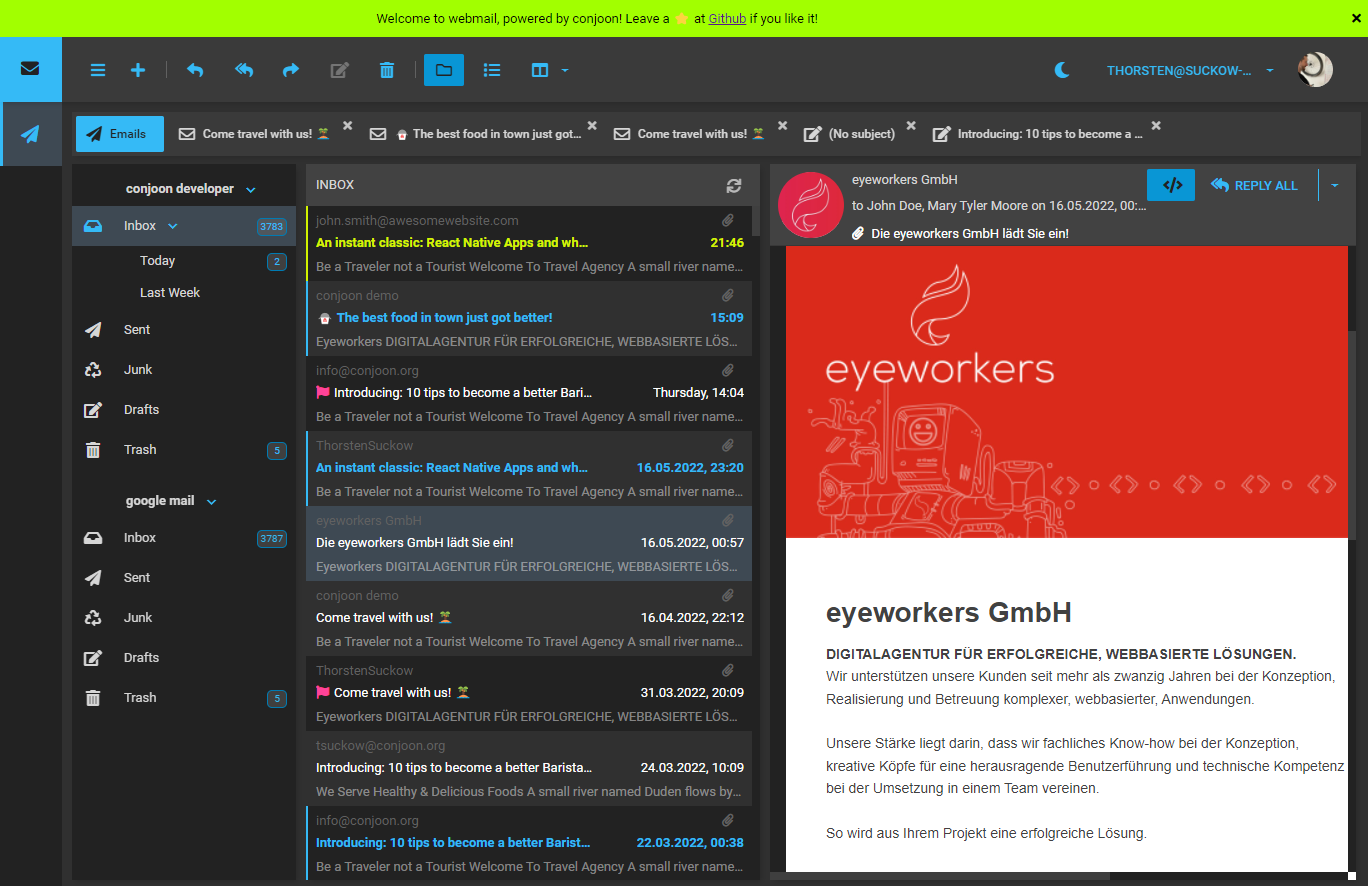 Welcome to webmail, powered by conjoon! Leave a ⭐ at Github if you like it!
THORSTEN@SUCKOW-...
Emails
Come travel with us! 🏝️
The best food in town just got...
Come travel with us! 🏝️
(No subject)
Introducing: 10 tips to become a ...
conjoon developer
Inbox 3783
Today 2
Last Week
Sent
Junk
Drafts
Trash 5
google mail
Inbox 3787
Sent
Junk
Drafts
Trash 5
INBOX
john.smith@awesomewebsite.com
An instant classic: React Native Apps and wh... 21:46
Be a Traveler not a Tourist Welcome To Travel Agency A small river name...
conjoon demo
The best food in town just got better! 15:09
Eyeworkers DIGITALAGENTUR FÜR ERFOLGREICHE, WEBBASIERTE LÖS...
info@conjoon.org
Introducing: 10 tips to become a better Bari... Thursday, 14:04
Be a Traveler not a Tourist Welcome To Travel Agency A small river name...
ThorstenSuckow
An instant classic: React Native Apps and wh... 16.05.2022, 23:20
Be a Traveler not a Tourist Welcome To Travel Agency A small river name...
eyeworkers GmbH
Die eyeworkers GmbH lädt Sie ein! 16.05.2022, 00:57
Eyeworkers DIGITALAGENTUR FÜR ERFOLGREICHE, WEBBASIERTE LÖS...
conjoon demo
Come travel with us! 🏝️ 16.04.2022, 22:12
Be a Traveler not a Tourist Welcome To Travel Agency A small river name...
ThorstenSuckow
Come travel with us! 🏝️ 31.03.2022, 20:09
Eyeworkers DIGITALAGENTUR FÜR ERFOLGREICHE, WEBBASIERTE LÖS...
tsuckow@conjoon.org
Introducing: 10 tips to become a better Barista... 24.03.2022, 10:09
We Serve Healthy & Delicious Foods A small river named Duden flows by...
info@conjoon.org
Introducing: 10 tips to become a better Barist... 22.03.2022, 00:38
Be a Traveler not a Tourist Welcome To Travel Agency A small river name...
eyeworkers GmbH
to John Doe, Mary Tyler Moore on 16.05.2022, 00:...
Die eyeworkers GmbH lädt Sie ein!
</>
REPLY ALL
eyeworkers
eyeworkers GmbH
DIGITALAGENTUR FÜR ERFOLGREICHE, WEBBASIERTE LÖSUNGEN.
Wir unterstützen unsere Kunden seit mehr als zwanzig Jahren bei der Konzeption,
Realisierung und Betreuung komplexer, webbasierter, Anwendungen.
Unsere Stärke liegt darin, dass wir fachliches Know-how bei der Konzeption,
kreative Köpfe für eine herausragende Benutzerführung und technische Kompetenz
bei der Umsetzung in einem Team vereinen.
So wird aus Ihrem Projekt eine erfolgreiche Lösung.